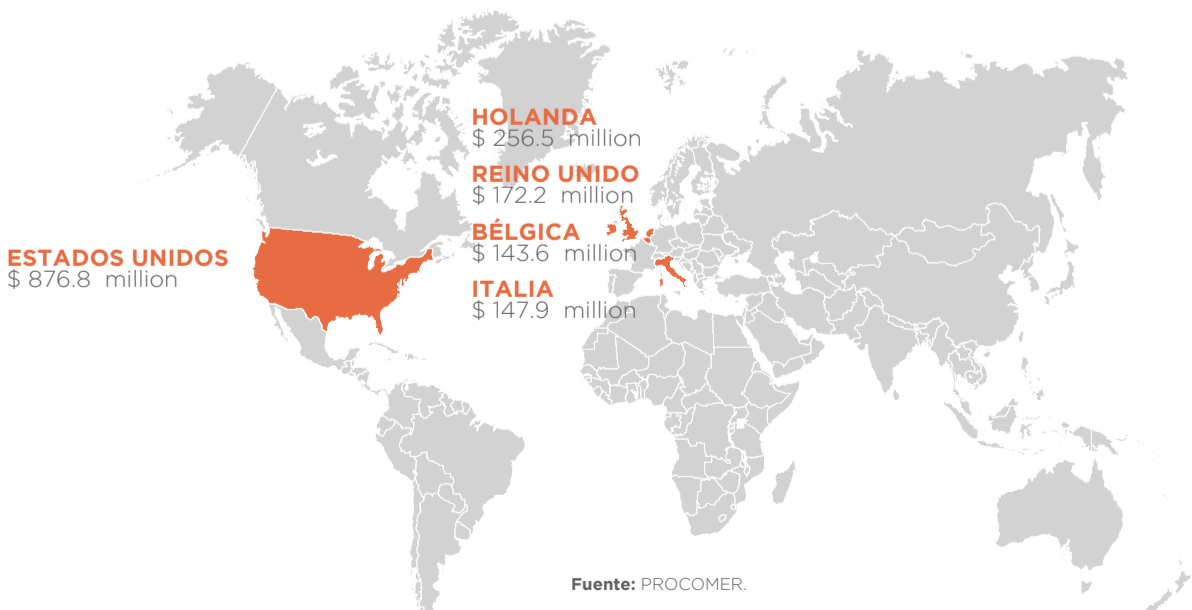 HOLANDA
$ 256.5 million
REINO UNIDO
$ 172.2 million
BÉLGICA
$ 143.6 million
ESTADOS UNIDOS
$ 876.8 million
ITALIA
$ 147.9 million
Fuente: PROCOMER.